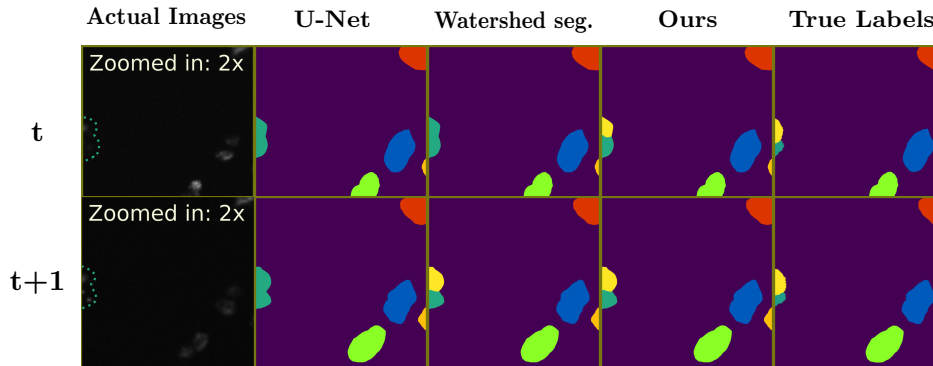 Actual Images U-Net Watershed seg. Ours True Labels
Zoomed in: 2x
t
Zoomed in: 2x
t+1